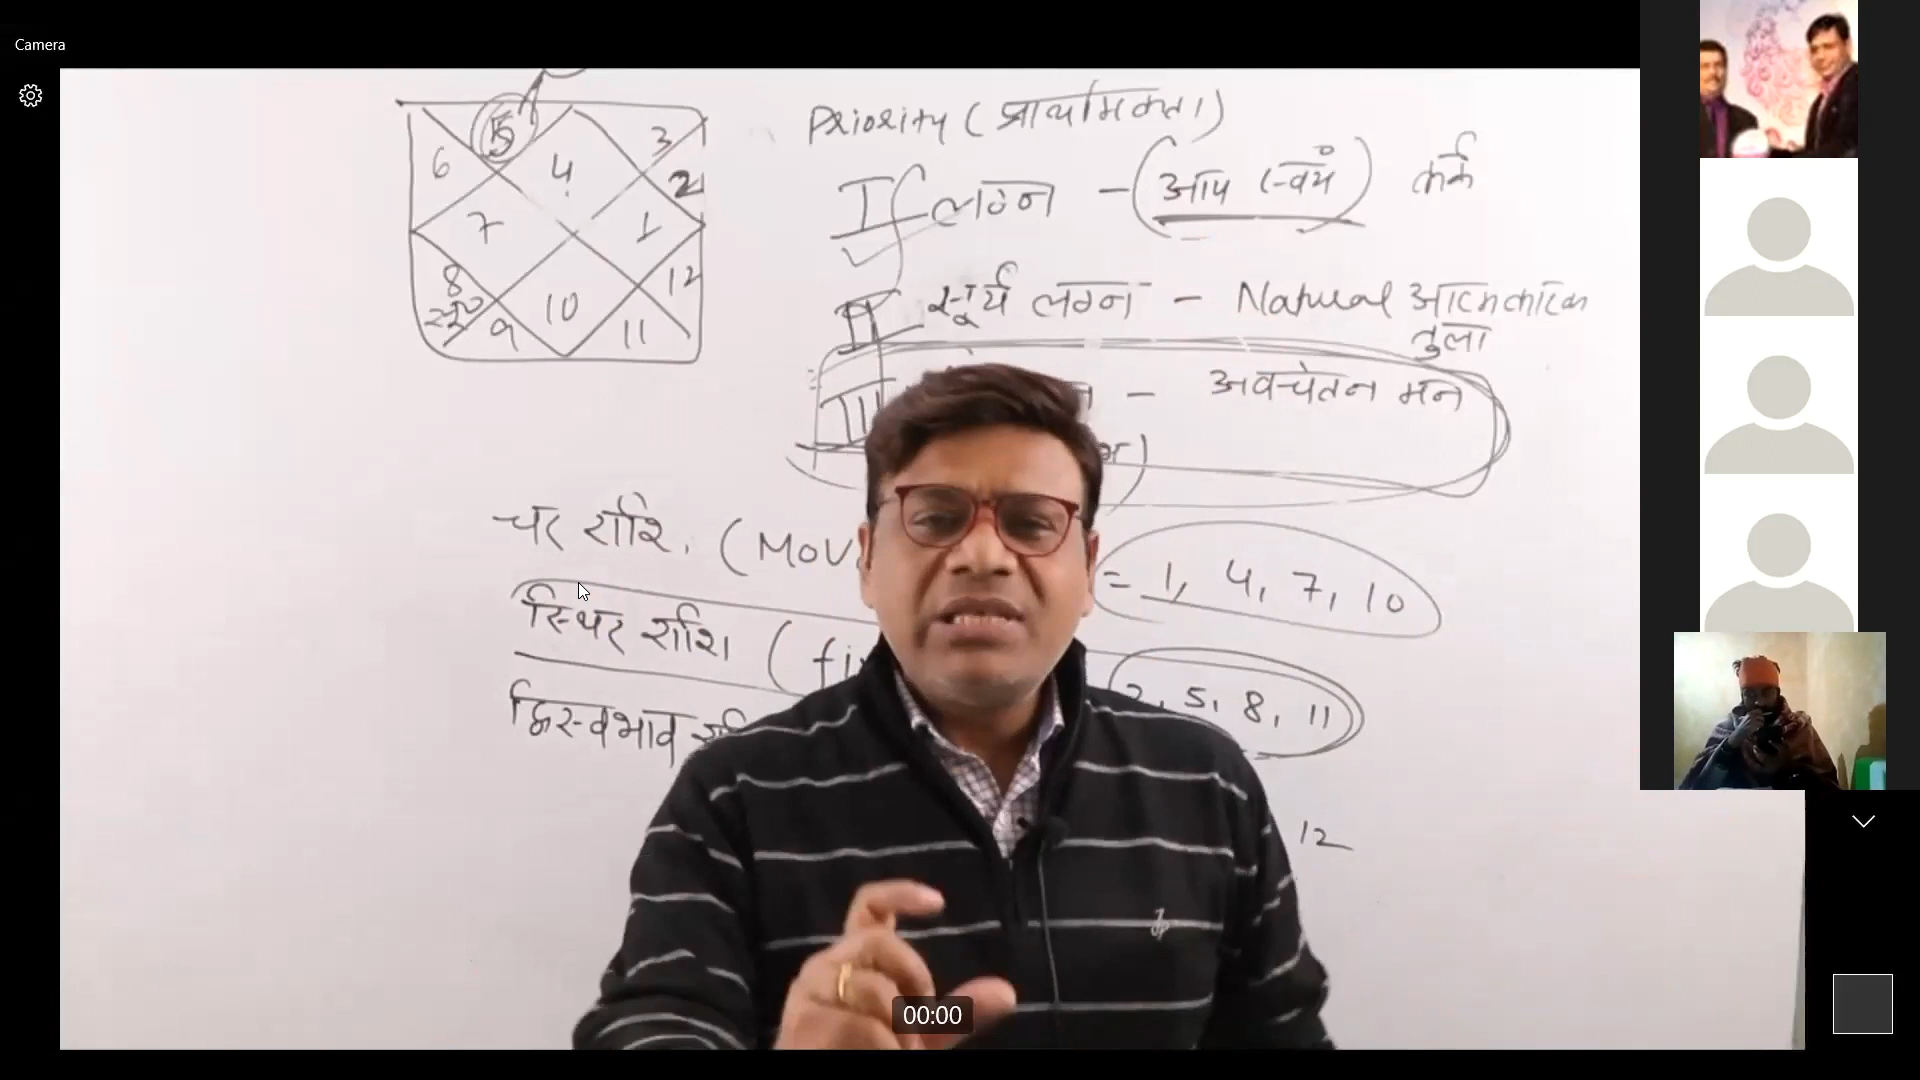 Camera
5
3
6
4
2
7
1
8
12
10
9
11
Priority (प्राथमिकता)
I लग्न - (आप स्वयं) कर्क
II सूर्य लग्न - Natural आत्मकारक
तुला
III - अवचेतन मन
चर राशि. (Mov = 1, 4, 7, 10
स्थिर राशि (fi 2, 5, 8, 11
द्विस्वभाव
12
00:00